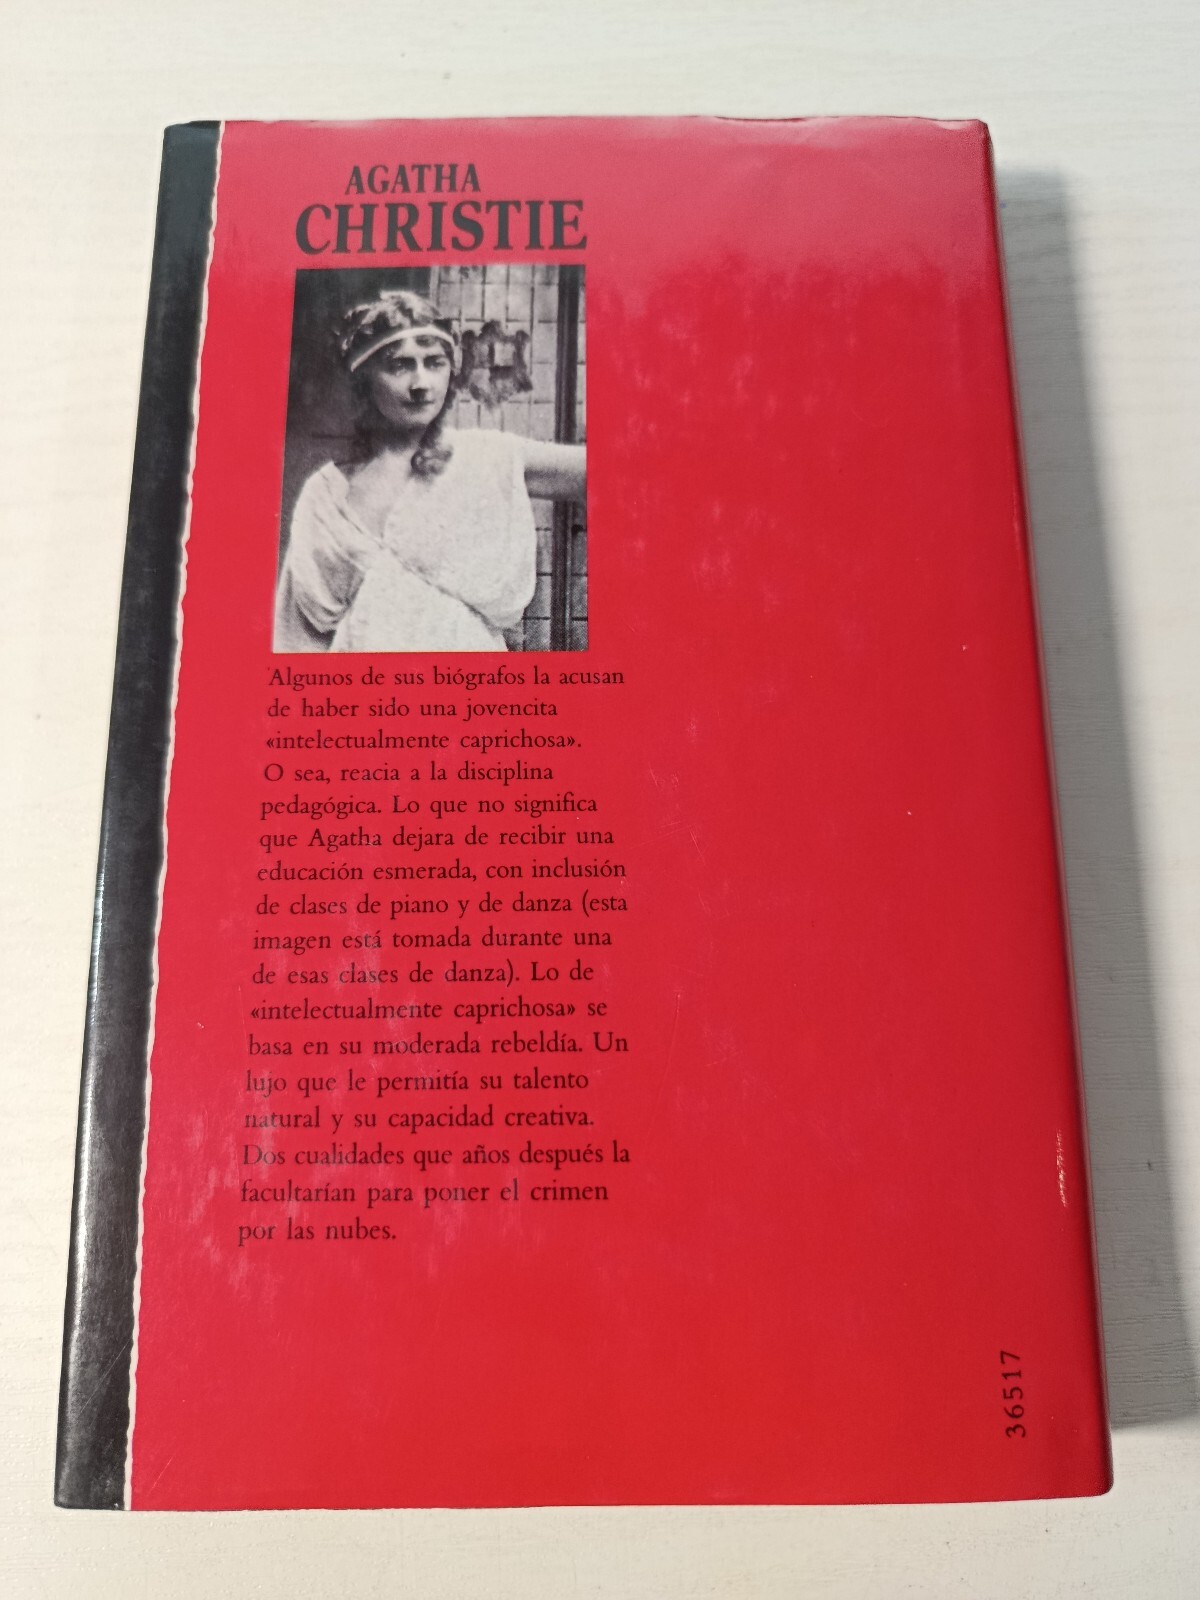 AGATHA
CHRISTIE
Algunos de sus biógrafos la acusan
de haber sido una jovencita
«intelectualmente caprichosa».
O sea, reacia a la disciplina
pedagógica. Lo que no significa
que Agatha dejara de recibir una
educación esmerada, con inclusión
de clases de piano y de danza (esta
imagen está tomada durante una
de esas clases de danza). Lo de
«intelectualmente caprichosa» se
basa en su moderada rebeldía. Un
lujo que le permitía su talento
natural y su capacidad creativa.
Dos cualidades que años después la
facultarían para poner el crimen
por las nubes.
36517